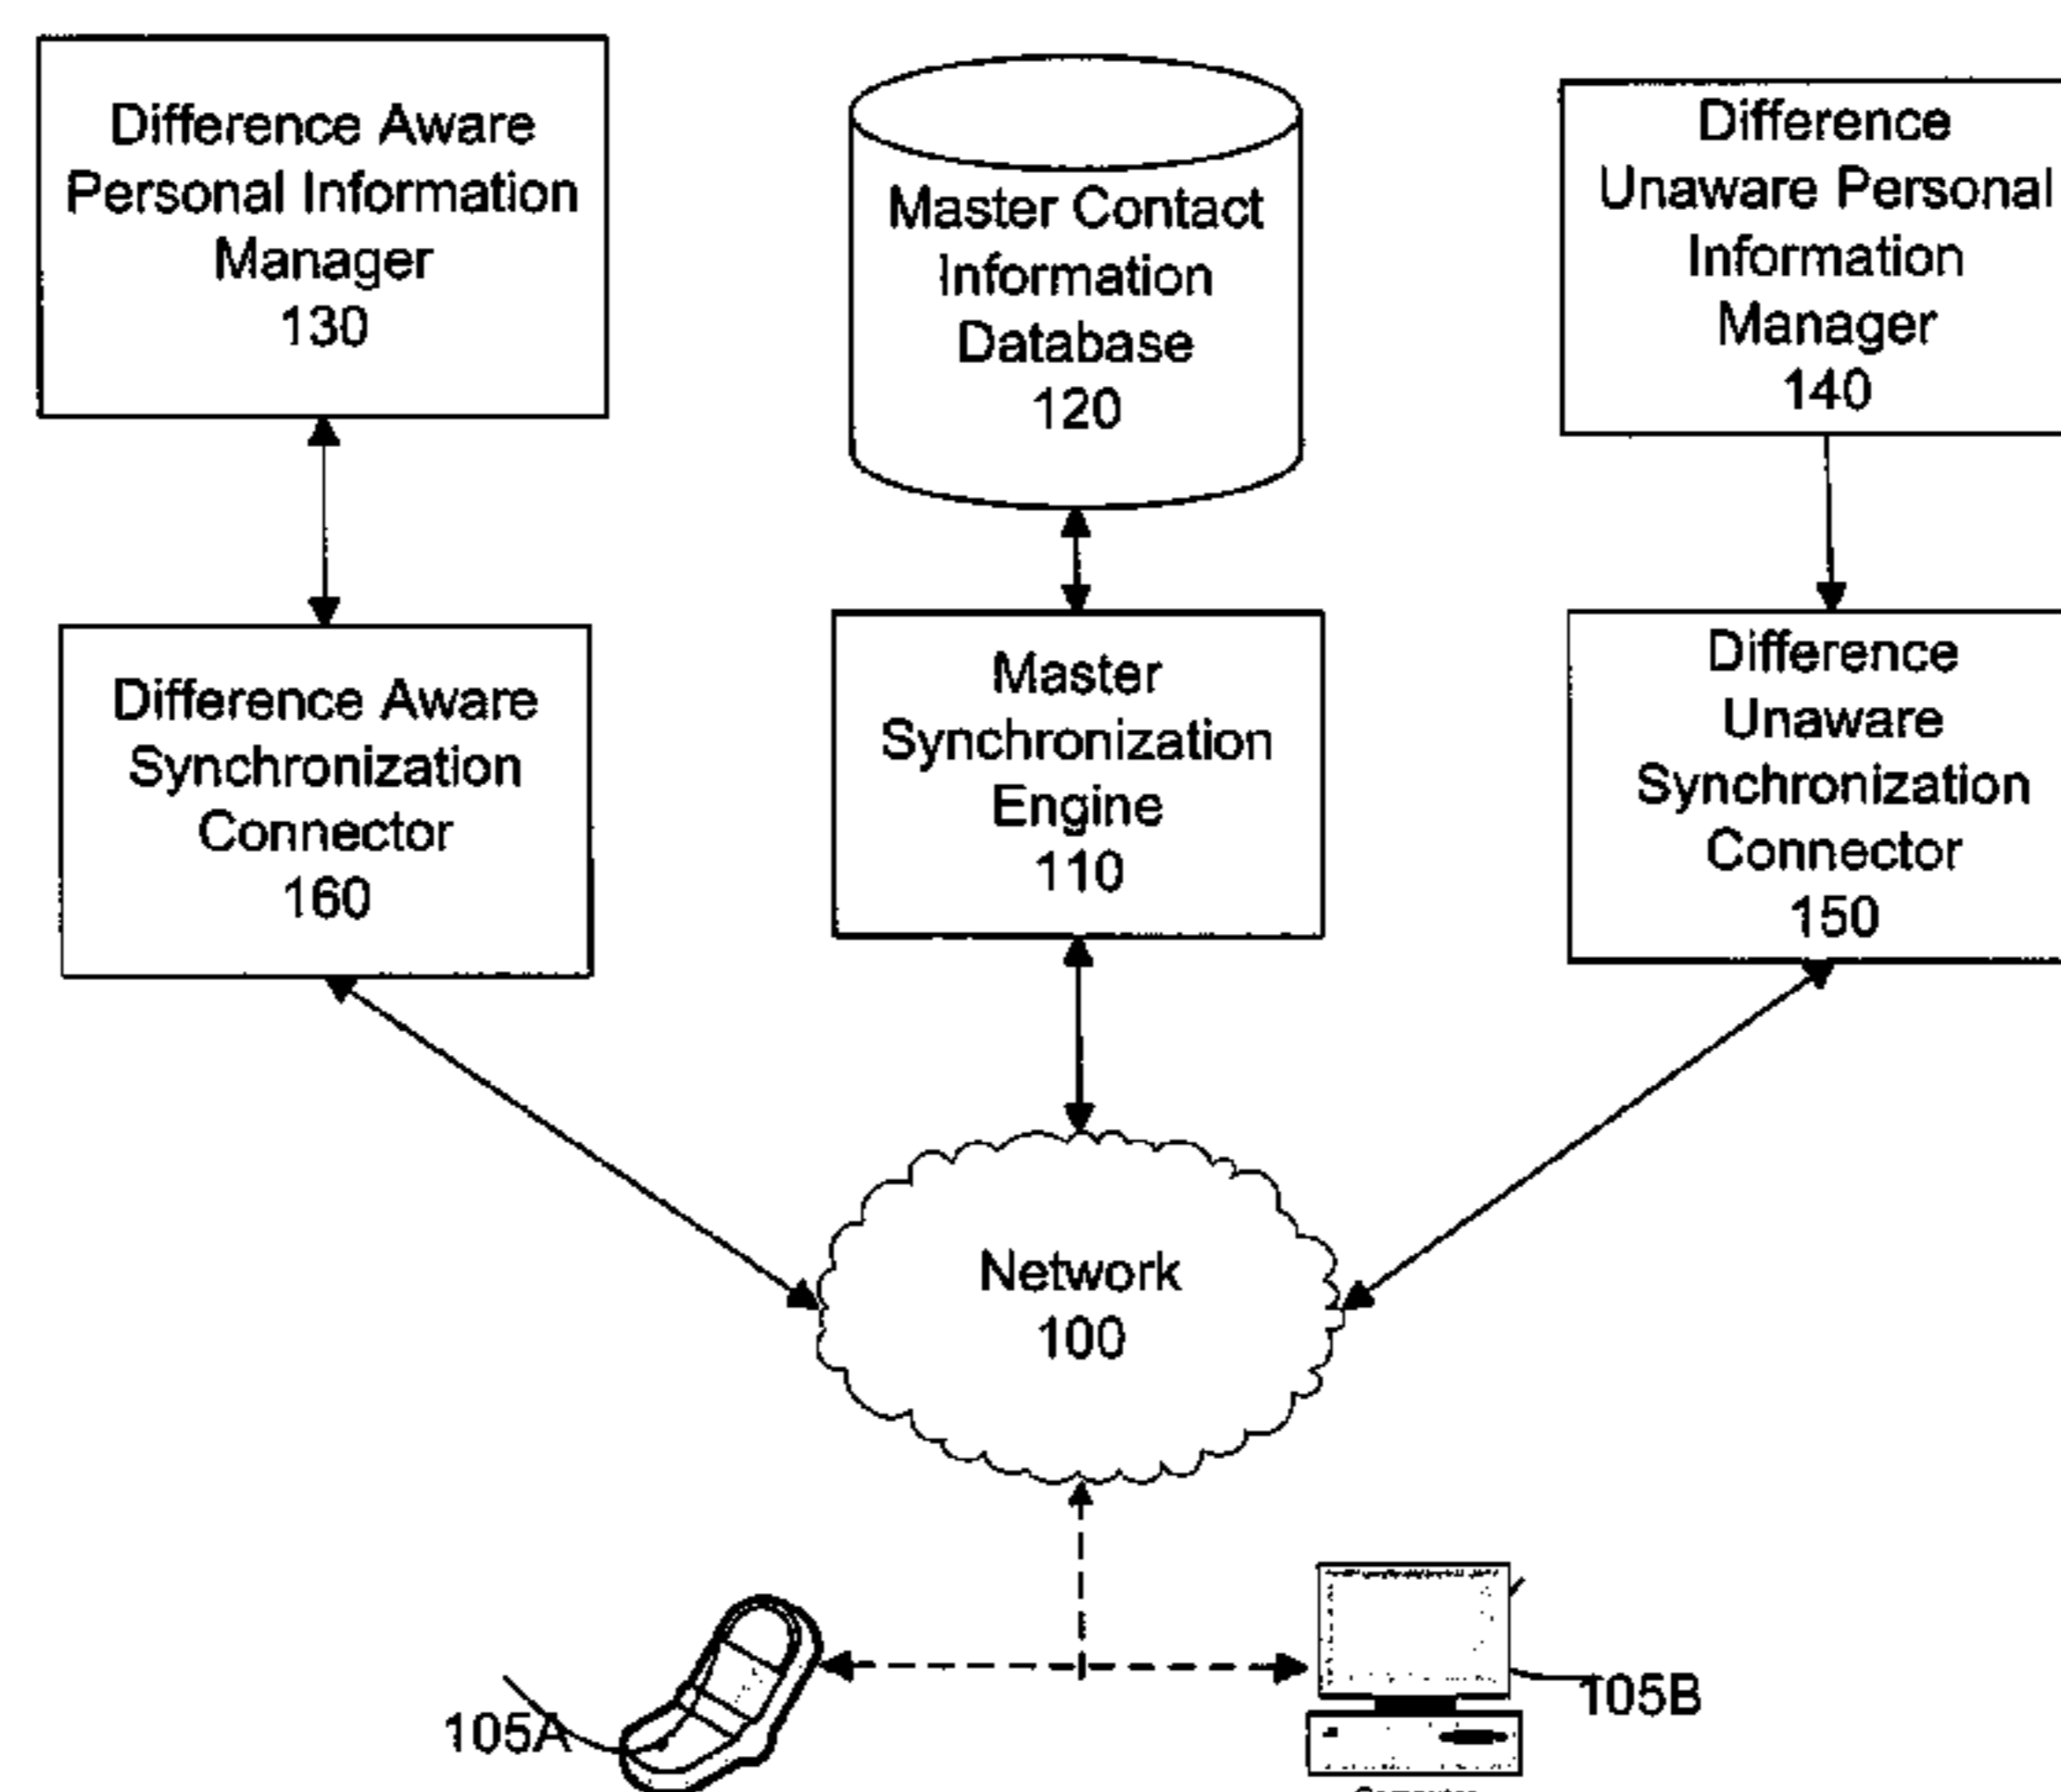 Difference Aware
Personal Information
Manager
130
Master Contact
Information
Database
120
Difference
Unaware Personal
Information
Manager
140
Difference Aware
Synchronization
Connector
160
Master
Synchronization
Engine
110
Difference
Unaware
Synchronization
Connector
150
Network
100
105A
105B